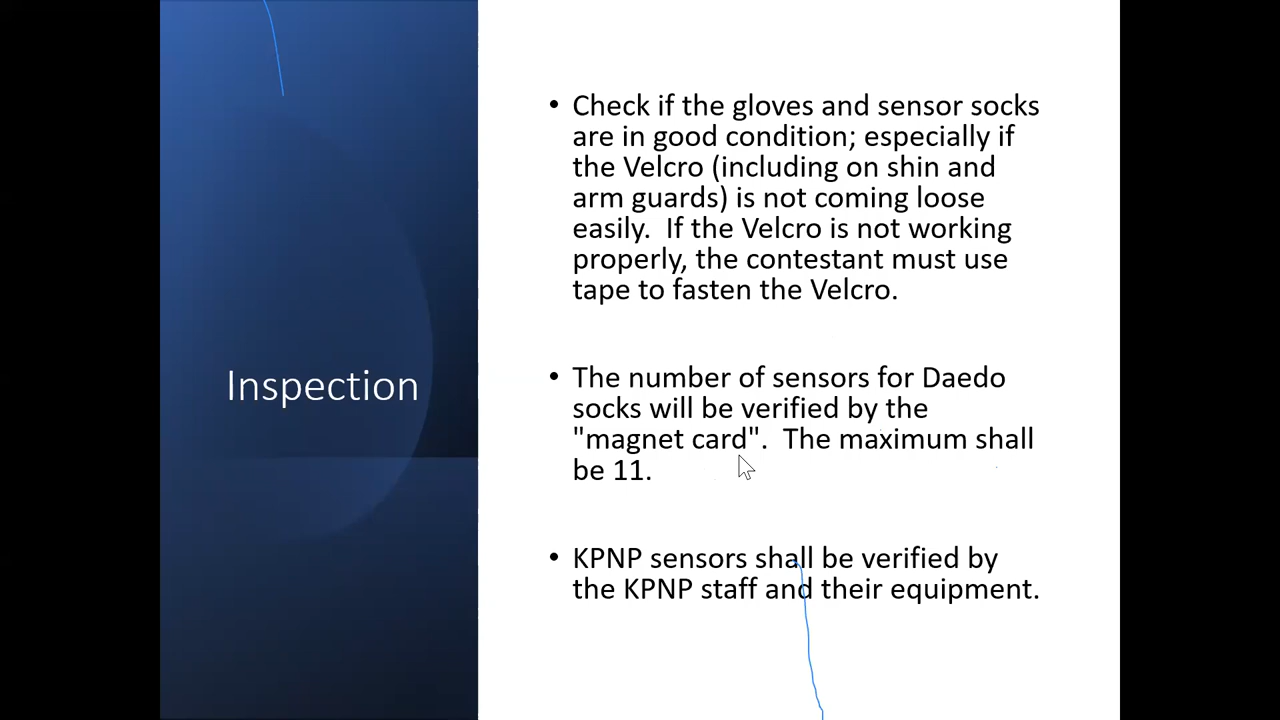 Inspection
• Check if the gloves and sensor socks
are in good condition; especially if
the Velcro (including on shin and
arm guards) is not coming loose
easily.  If the Velcro is not working
properly, the contestant must use
tape to fasten the Velcro.
• The number of sensors for Daedo
socks will be verified by the
"magnet card".  The maximum shall
be 11.
• KPNP sensors shall be verified by
the KPNP staff and their equipment.